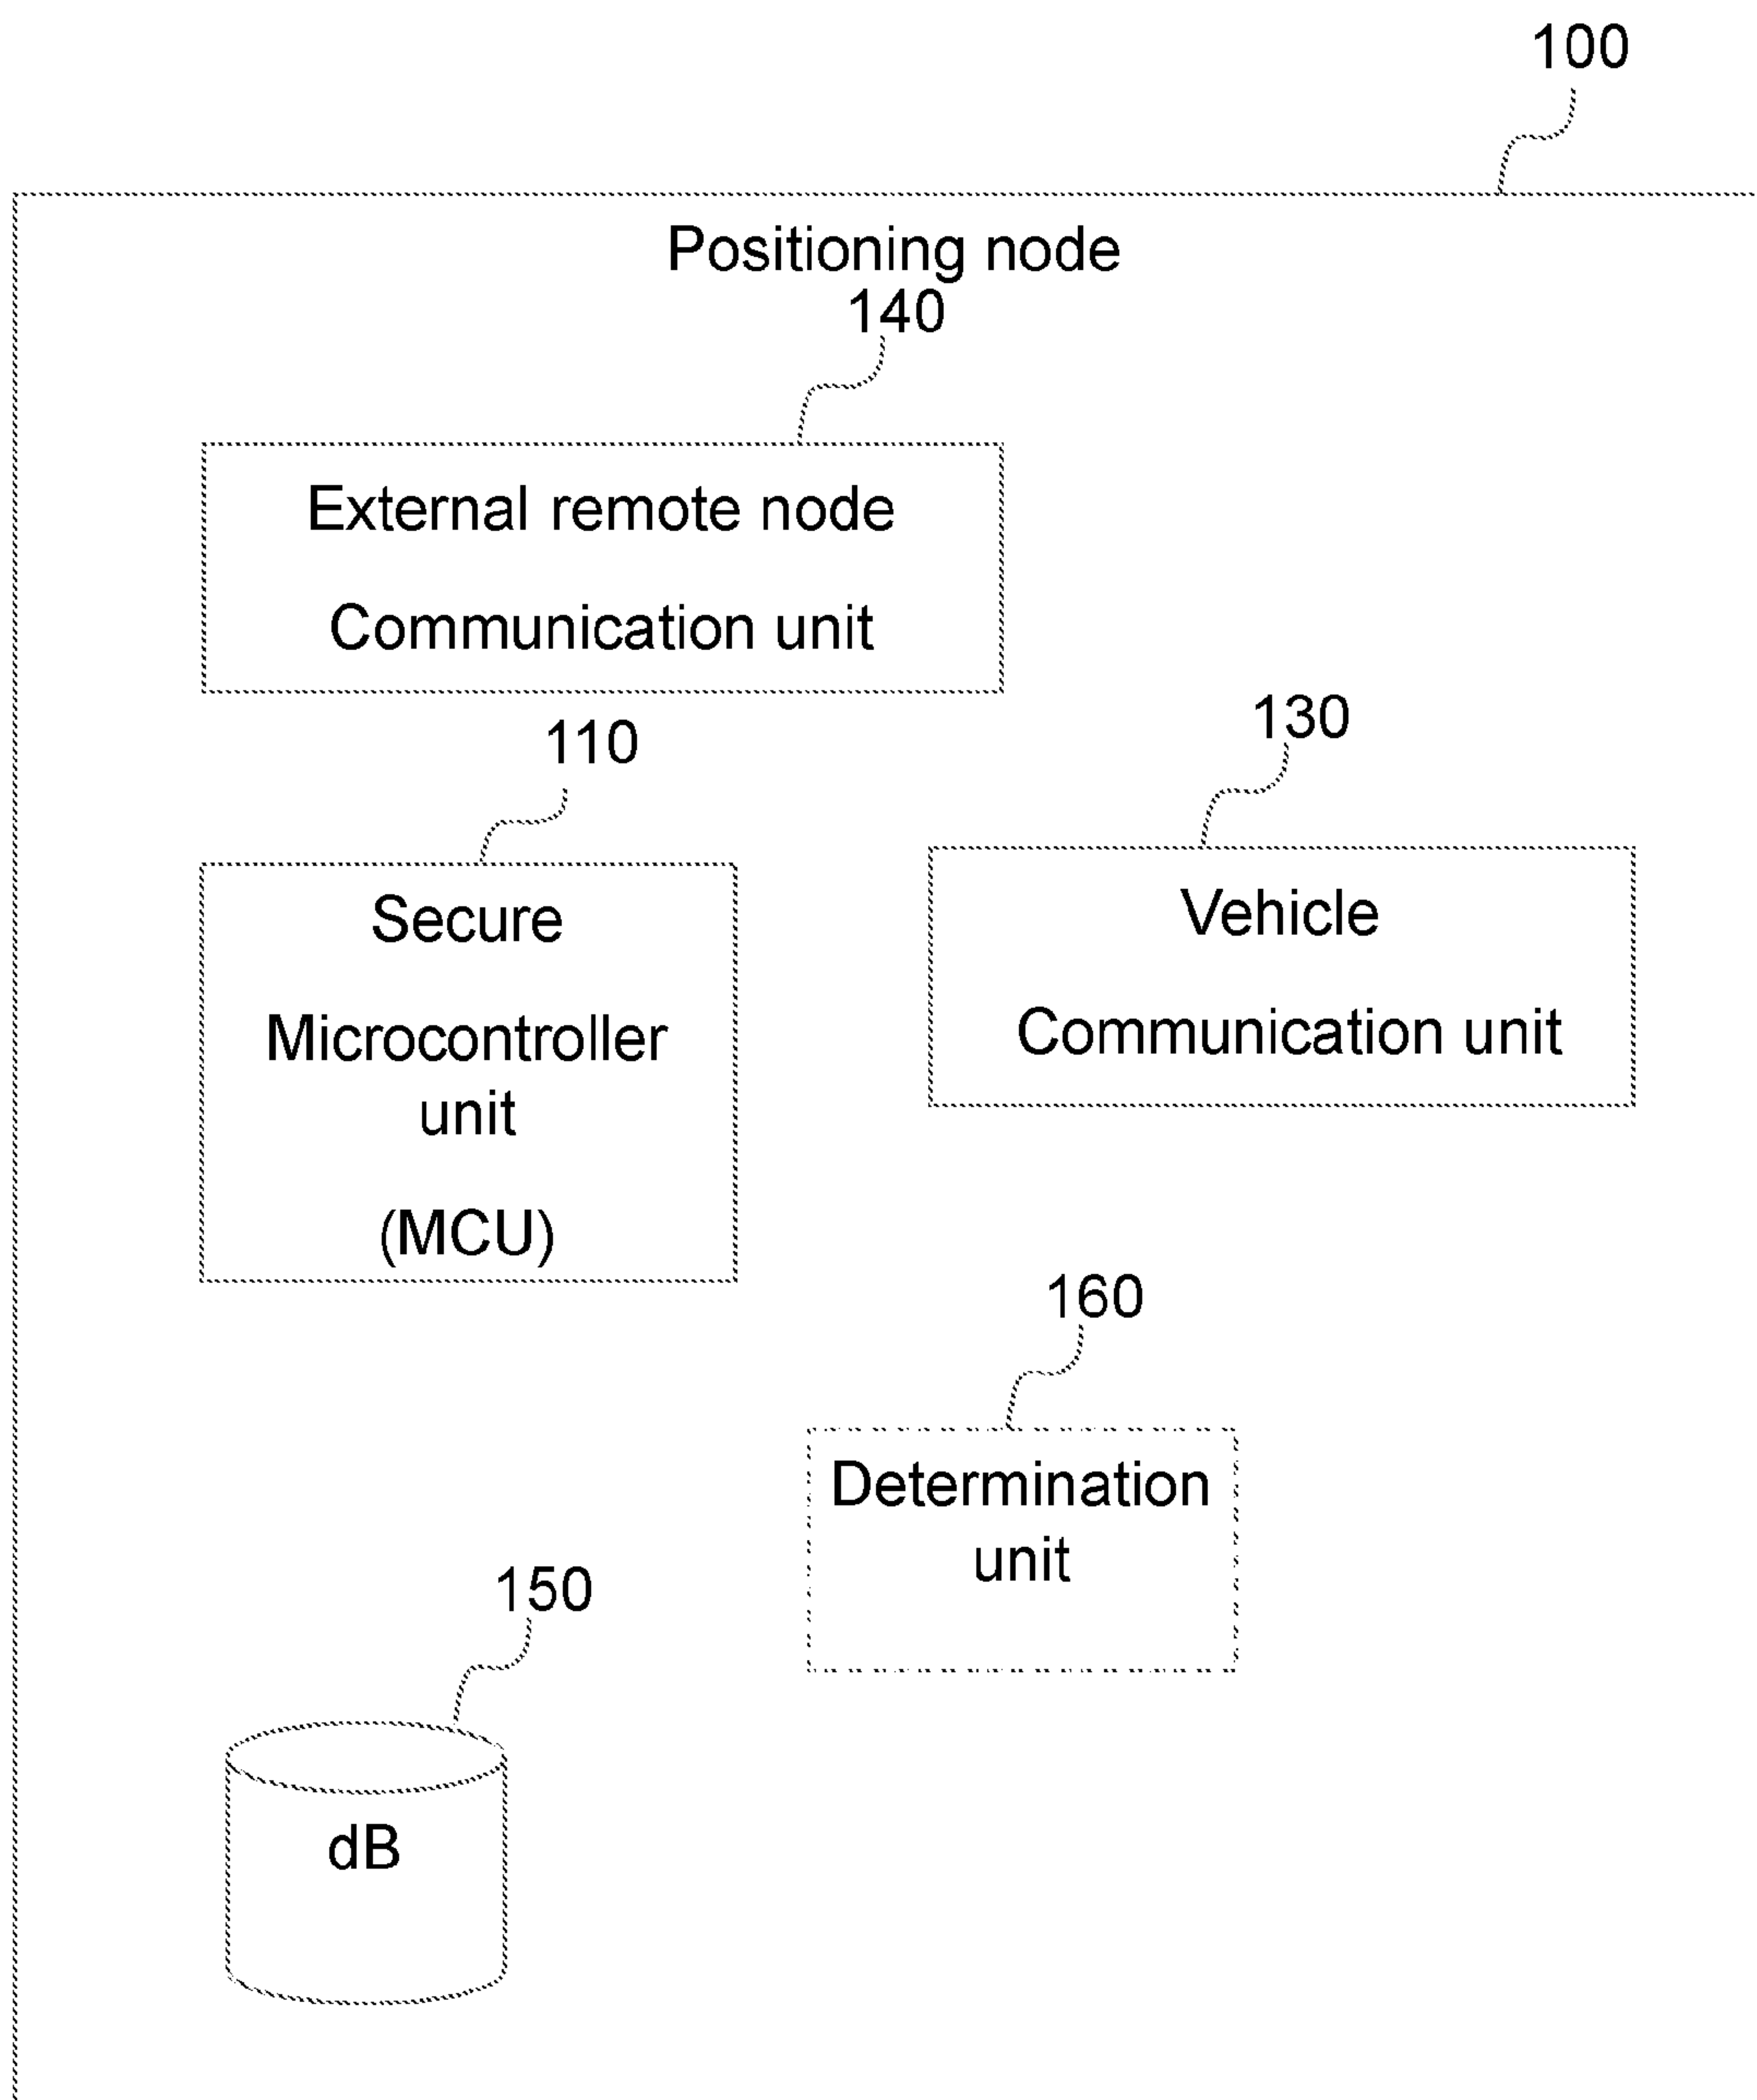 100
Positioning node
140
External remote node
Communication unit
110
130
Secure
Microcontroller
unit
(MCU)
Vehicle
Communication unit
160
Determination
unit
150
dB